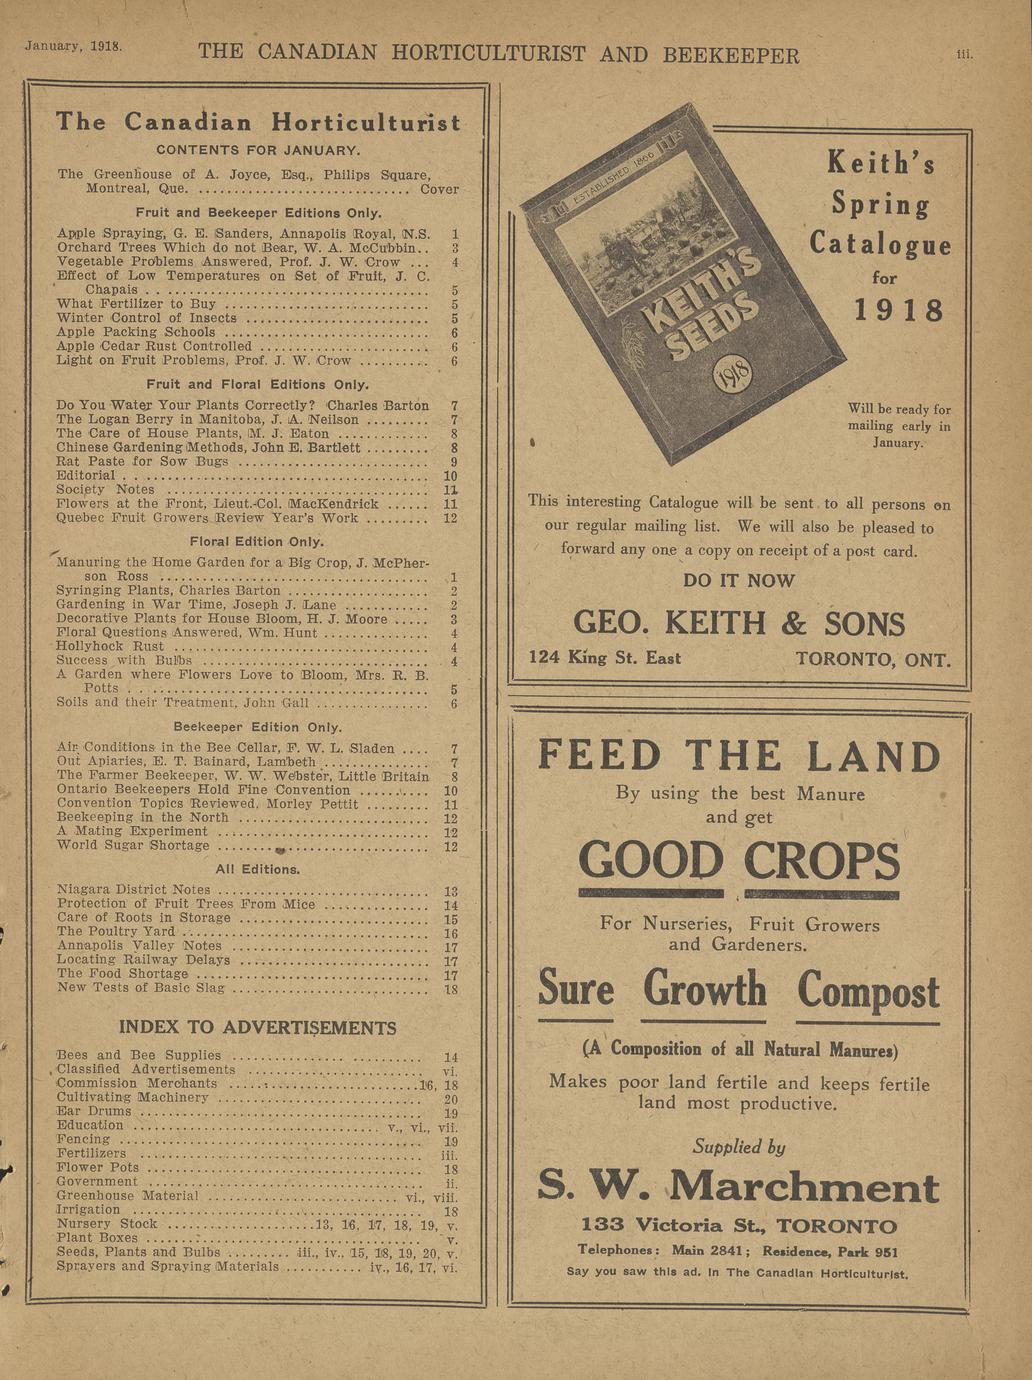 January, 1918.
THE CANADIAN HORTICULTURIST AND BEEKEEPER
iii.
The Canadian Horticulturist
CONTENTS FOR JANUARY.
The Greenhouse of A. Joyce, Esq., Philips Square,
Montreal, Que. .............................. Cover
Fruit and Beekeeper Editions Only.
Apple Spraying, G. E. Sanders, Annapolis Royal, N.S. 1
Orchard Trees Which do not Bear, W. A. McCubbin.. 3
Vegetable Problems Answered, Prof. J. W. Crow ... 4
Effect of Low Temperatures on Set of Fruit, J. C.
Chapais .......................................... 5
What Fertilizer to Buy ............................. 5
Winter Control of Insects .......................... 5
Apple Packing Schools ............................. 6
Apple Cedar Rust Controlled ........................ 6
Light on Fruit Problems, Prof. J. W. Crow .......... 6
Fruit and Floral Editions Only.
Do You Water Your Plants Correctly? Charles Barton 7
The Logan Berry in Manitoba, J. A. Neilson ......... 7
The Care of House Plants, M. J. Eaton ............. 8
Chinese Gardening Methods, John E. Bartlett ......... 8
Rat Paste for Sow Bugs ........................... 9
Editorial .......................................... 10
Society Notes ..................................... 11
Flowers at the Front, Lieut.-Col. MacKendrick ...... 11
Quebec Fruit Growers Review Year's Work ......... 12
Floral Edition Only.
Manuring the Home Garden for a Big Crop, J. McPher-
son Ross ...................................... 1
Syringing Plants, Charles Barton .................... 2
Gardening in War Time, Joseph J. Lane ............ 2
Decorative Plants for House Bloom, H. J. Moore ..... 3
Floral Questions Answered, Wm. Hunt ............... 4
Hollyhock Rust .................................... 4
Success with Bulbs ................................ 4
A Garden where Flowers Love to Bloom, Mrs. R. B.
Potts .......................................... 5
Soils and their Treatment, John Gall ................ 6
Beekeeper Edition Only.
Air Conditions in the Bee Cellar, F. W. L. Sladen .... 7
Out Apiaries, E. T. Bainard, Lambeth ................ 7
The Farmer Beekeeper, W. W. Webster, Little Britain 8
Ontario Beekeepers Hold Fine Convention .......... 10
Convention Topics Reviewed, Morley Pettit ......... 11
Beekeeping in the North ........................... 12
A Mating Experiment .............................. 12
World Sugar Shortage .............................. 12
All Editions.
Niagara District Notes .............................. 13
Protection of Fruit Trees From Mice ............... 14
Care of Roots in Storage ........................... 15
The Poultry Yard .................................. 16
Annapolis Valley Notes ............................ 17
Locating Railway Delays ........................... 17
The Food Shortage ................................. 17
New Tests of Basic Slag ............................ 18
INDEX TO ADVERTISEMENTS
Bees and Bee Supplies ........................... 14
Classified Advertisements ........................ vi.
Commission Merchants ...........................16, 18
Cultivating Machinery ............................. 20
Ear Drums ........................................ 19
Education .................................. v., vi., vii.
Fencing ........................................... 19
Fertilizers ......................................... iii.
Flower Pots ....................................... 18
Government ........................................ ii.
Greenhouse Material ........................... vi., viii.
Irrigation .......................................... 18
Nursery Stock .....................13, 16, 17, 18, 19, v.
Plant Boxes ....................................... v.
Seeds, Plants and Bulbs ......... iii., iv., 15, 18, 19, 20, v.
Sprayers and Spraying Materials ........... iv., 16, 17, vi.
ESTABLISHED 1866
KEITH'S
SEEDS
1918
Keith's
Spring
Catalogue
for
1918
Will be ready for
mailing early in
January.
This interesting Catalogue will be sent to all persons on
our regular mailing list. We will also be pleased to
forward any one a copy on receipt of a post card.
DO IT NOW
GEO. KEITH & SONS
124 King St. East TORONTO, ONT.
FEED THE LAND
By using the best Manure
and get
GOOD CROPS
For Nurseries, Fruit Growers
and Gardeners.
Sure Growth Compost
(A Composition of all Natural Manures)
Makes poor land fertile and keeps fertile
land most productive.
Supplied by
S. W. Marchment
133 Victoria St., TORONTO
Telephones: Main 2841; Residence, Park 951
Say you saw this ad. in The Canadian Horticulturist.